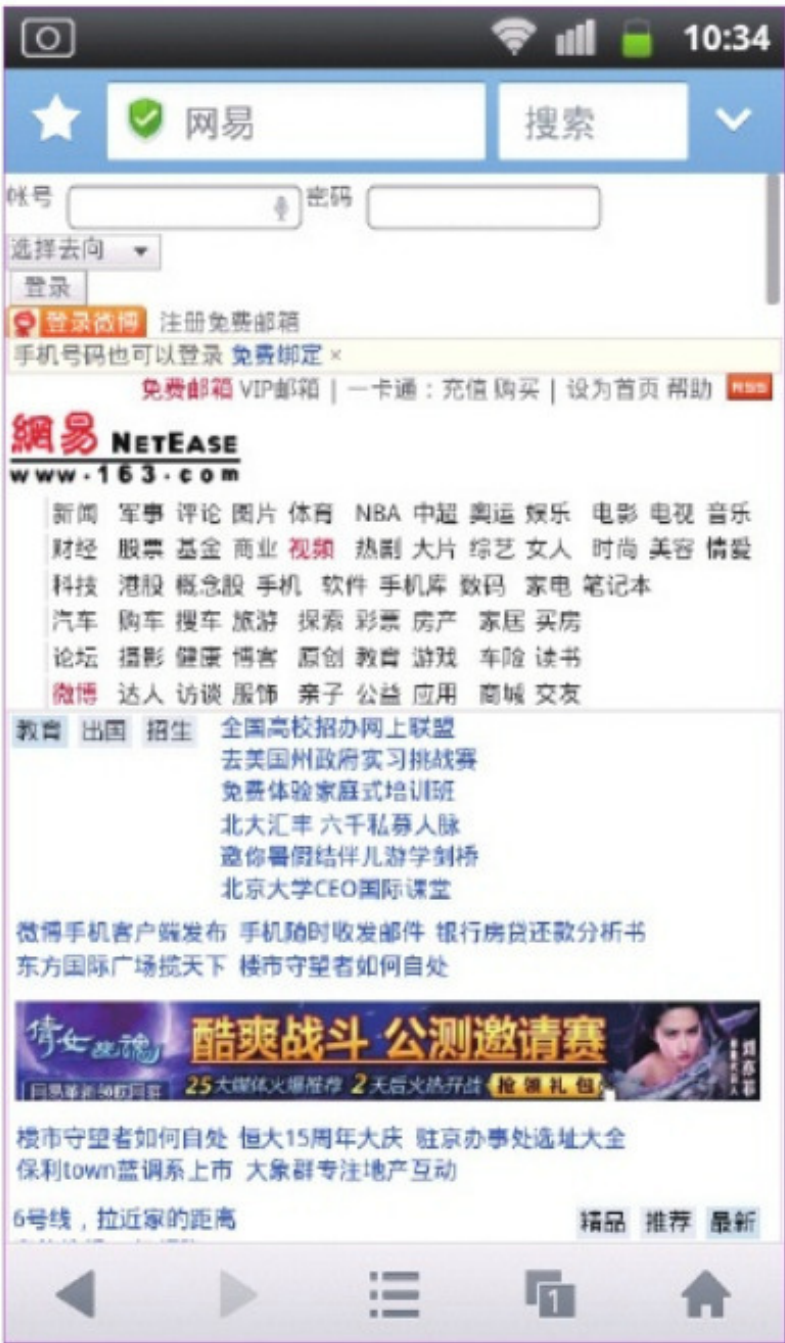 10:34
网易 搜索
帐号 密码
选择去向
登录
登录微博 注册免费邮箱
手机号码也可以登录 免费绑定 ×
免费邮箱 VIP邮箱 | 一卡通：充值 购买 | 设为首页 帮助 RSS
網易 NETEASE
www.163.com
新闻 军事 评论 图片 体育 NBA 中超 奥运 娱乐 电影 电视 音乐
财经 股票 基金 商业 视频 热剧 大片 综艺 女人 时尚 美容 情爱
科技 港股 概念股 手机 软件 手机库 数码 家电 笔记本
汽车 购车 搜车 旅游 探索 彩票 房产 家居 买房
论坛 摄影 健康 博客 原创 教育 游戏 车险 读书
微博 达人 访谈 服饰 亲子 公益 应用 商城 交友
教育 出国 招生 全国高校招办网上联盟
去美国州政府实习挑战赛
免费体验家庭式培训班
北大汇丰 六千私募人脉
邀你暑假结伴儿游学剑桥
北京大学CEO国际课堂
微博手机客户端发布 手机随时收发邮件 银行房贷还款分析书
东方国际广场揽天下 楼市守望者如何自处
倩女幽魂 酷爽战斗 公测邀请赛
25大媒体火爆推荐 2天后火热开战 抢领礼包
楼市守望者如何自处 恒大15周年大庆 驻京办事处选址大全
保利town蓝调系上市 大象群专注地产互动
6号线，拉近家的距离 精品 推荐 最新
1